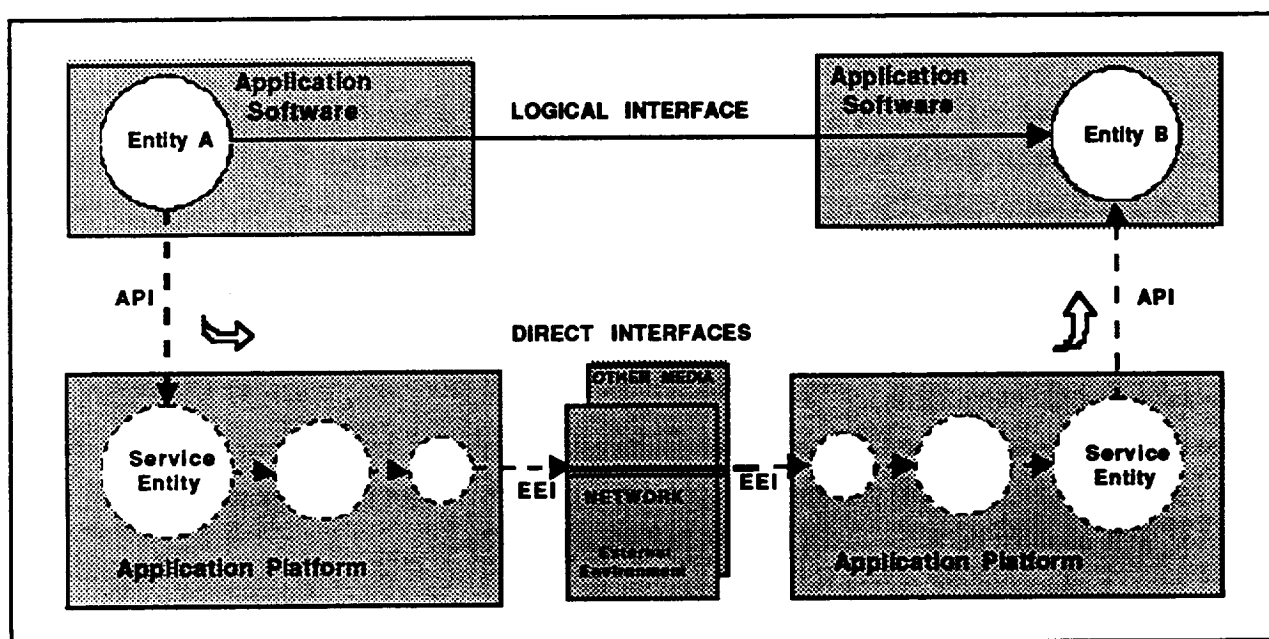 Application
Software
Entity A
LOGICAL INTERFACE
Application
Software
Entity B
API
API
DIRECT INTERFACES
OTHER MEDIA
Service
Entity
EEI
NETWORK
External
Environment
EEI
Service
Entity
Application Platform
Application Platform